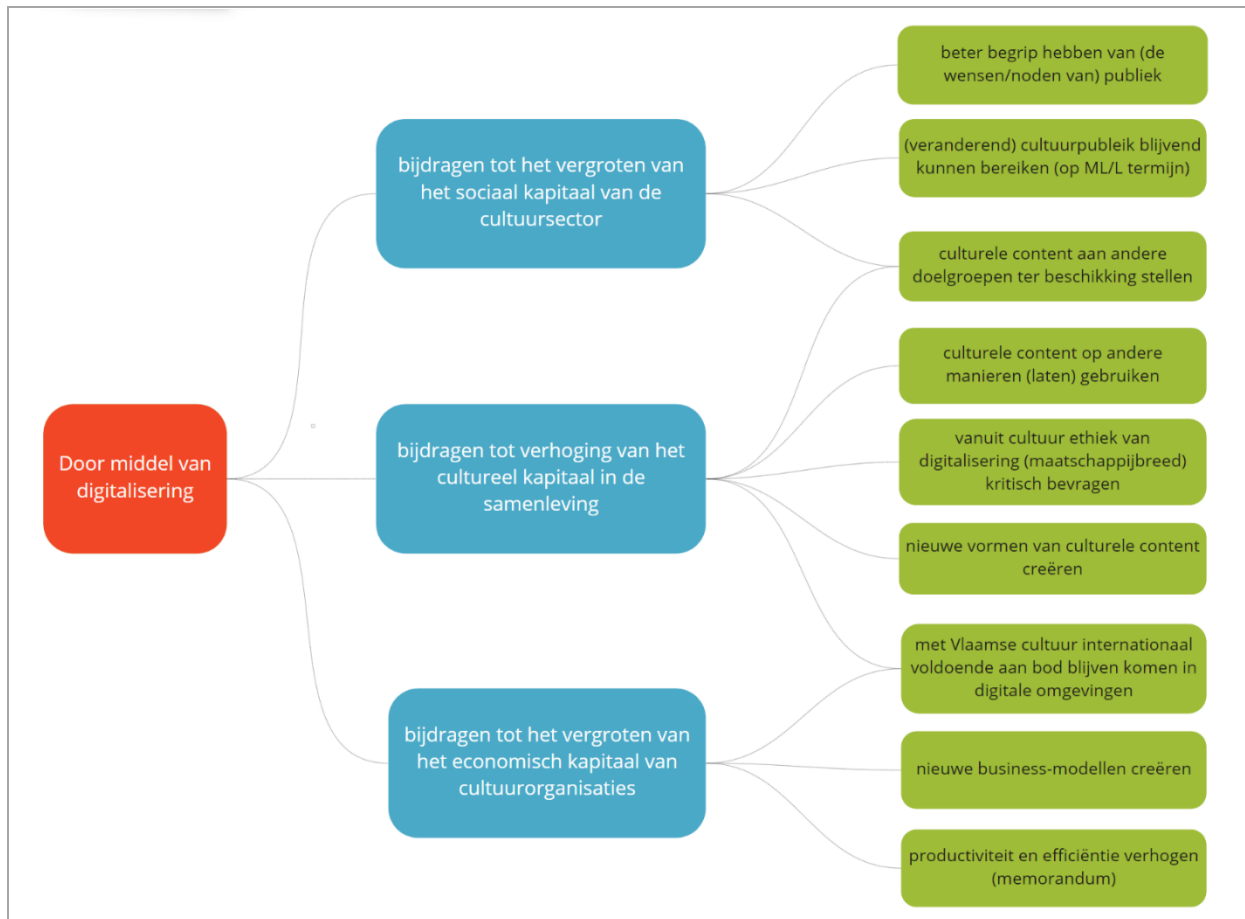 Door middel van
digitalisering
bijdragen tot het vergroten van
het sociaal kapitaal van de
cultuursector
bijdragen tot verhoging van het
cultureel kapitaal in de
samenleving
bijdragen tot het vergroten van
het economisch kapitaal van
cultuurorganisaties
beter begrip hebben van (de
wensen/noden van) publiek
(veranderend) cultuurpubleik blijvend
kunnen bereiken (op ML/L termijn)
culturele content aan andere
doelgroepen ter beschikking stellen
culturele content op andere
manieren (laten) gebruiken
vanuit cultuur ethiek van
digitalisering (maatschappijbreed)
kritisch bevragen
nieuwe vormen van culturele content
creëren
met Vlaamse cultuur internationaal
voldoende aan bod blijven komen in
digitale omgevingen
nieuwe business-modellen creëren
productiviteit en efficiëntie verhogen
(memorandum)